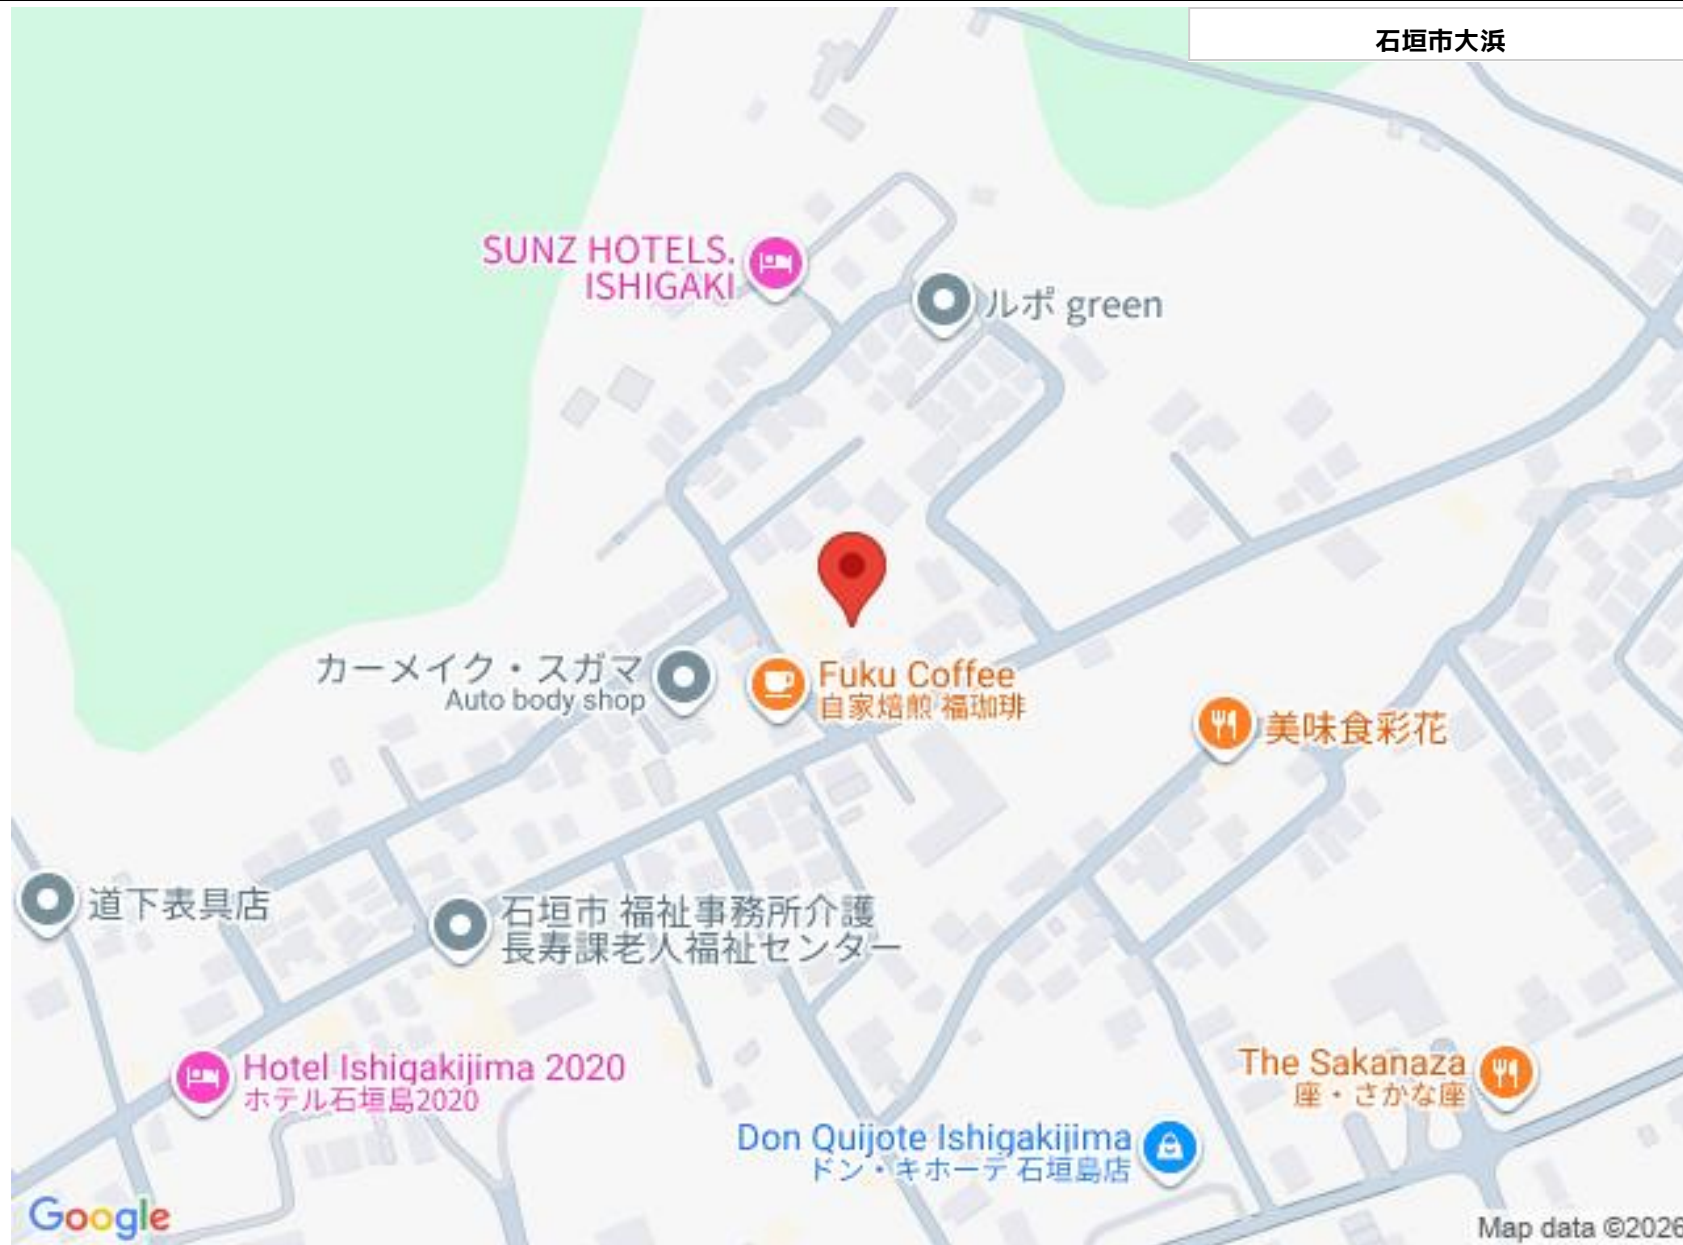 石垣市大浜
SUNZ HOTELS.
ISHIGAKI
ルポ green
カーメイク・スガマ
Auto body shop
Fuku Coffee
自家焙煎 福珈琲
美味食彩花
道下表具店
石垣市 福祉事務所介護
長寿課老人福祉センター
Hotel Ishigakijima 2020
ホテル石垣島2020
The Sakanaza
座・さかな座
Don Quijote Ishigakijima
ドン・キホーテ 石垣島店
Google
Map data ©2026